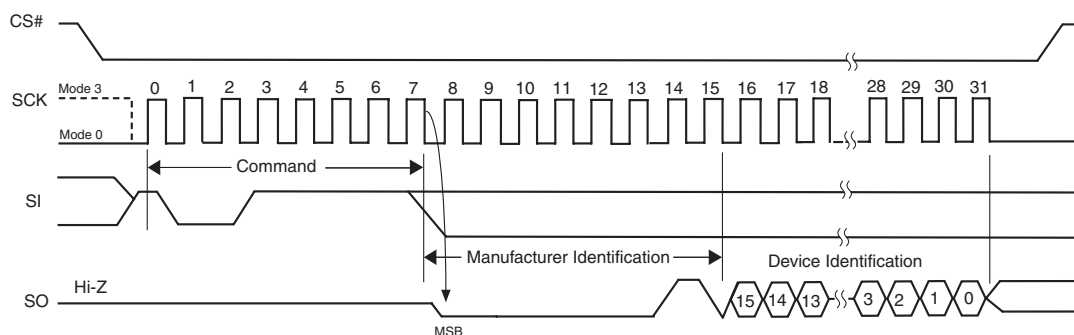 CS#
SCK
Mode 3
Mode 0
0 1 2 3 4 5 6 7 8 9 10 11 12 13 14 15 16 17 18 28 29 30 31
Command
SI
Manufacturer Identification
Device Identification
SO
Hi-Z
MSB
15 14 13 3 2 1 0